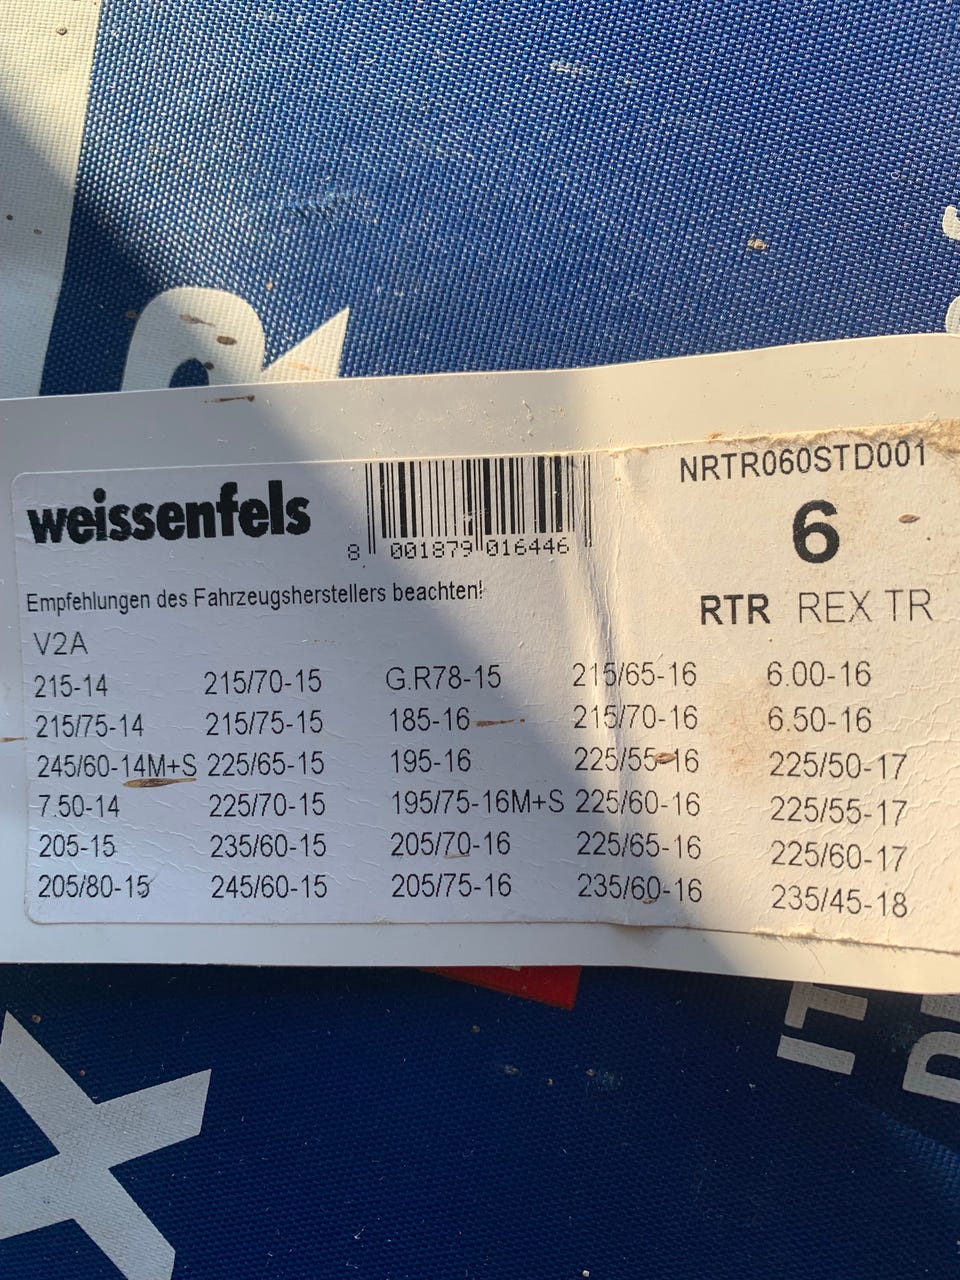 weissenfels
8 001879 016446
NRTR060STD001
6
RTR REX TR
Empfehlungen des Fahrzeugsherstellers beachten!
V2A
215-14 215/70-15 G.R78-15 215/65-16 6.00-16
215/75-14 215/75-15 185-16 215/70-16 6.50-16
245/60-14M+S 225/65-15 195-16 225/55-16 225/50-17
7.50-14 225/70-15 195/75-16M+S 225/60-16 225/55-17
205-15 235/60-15 205/70-16 225/65-16 225/60-17
205/80-15 245/60-15 205/75-16 235/60-16 235/45-18
X